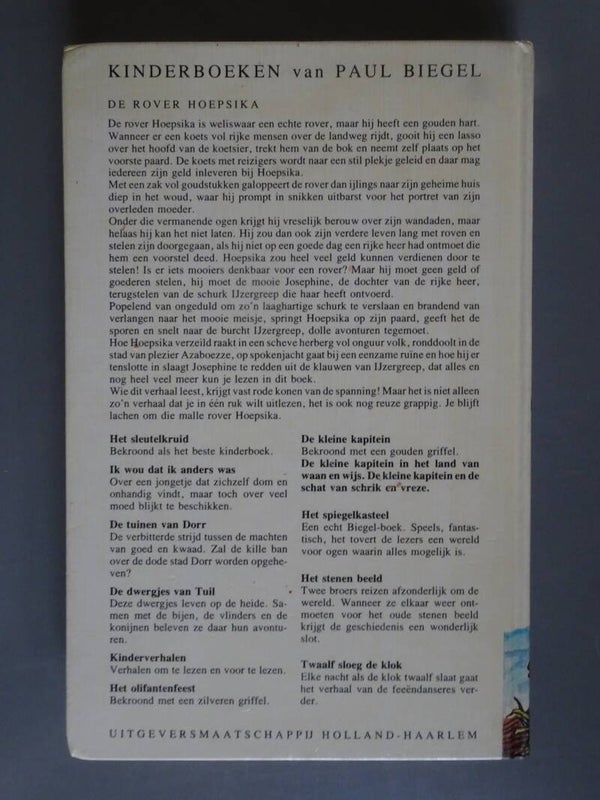 KINDERBOEKEN van PAUL BIEGEL
DE ROVER HOEPSIKA
De rover Hoepsika is weliswaar een echte rover, maar hij heeft een gouden hart.
Wanneer er een koets vol rijke mensen over de landweg rijdt, gooit hij een lasso
over het hoofd van de koetsier, trekt hem van de bok en neemt zelf plaats op het
voorste paard. De koets met reizigers wordt naar een stil plekje geleid en daar mag
iedereen zijn geld inleveren bij Hoepsika.
Met een zak vol goudstukken galoppeert de rover dan ijlings naar zijn geheime huis
diep in het woud, waar hij prompt in snikken uitbarst voor het portret van zijn
overleden moeder.
Onder die vermanende ogen krijgt hij vreselijk berouw over zijn wandaden, maar
helaas hij kan het niet laten. Hij zou dan ook zijn verdere leven lang met roven en
stelen zijn doorgegaan, als hij niet op een goede dag een rijke heer had ontmoet die
hem een voorstel deed. Hoepsika zou heel veel geld kunnen verdienen door te
stelen! Is er iets mooiers denkbaar voor een rover? Maar hij moet geen geld of
goederen stelen, hij moet de mooie Josephine, de dochter van de rijke heer,
terugstelen van de schurk IJzergreep die haar heeft ontvoerd.
Popelend van ongeduld om zo'n laaghartige schurk te verslaan en brandend van
verlangen naar het mooie meisje, springt Hoepsika op zijn paard, geeft het de
sporen en snelt naar de burcht IJzergreep, dolle avonturen tegemoet.
Hoe Hoepsika verzeild raakt in een scheve herberg vol onguur volk, ronddoolt in de
stad van plezier Azaboezze, op spokenjacht gaat bij een eenzame ruine en hoe hij er
tenslotte in slaagt Josephine te redden uit de klauwen van IJzergreep, dat alles en
nog heel veel meer kun je lezen in dit boek.
Wie dit verhaal leest, krijgt vast rode konen van de spanning! Maar het is niet alleen
zo'n verhaal dat je in één ruk wilt uitlezen, het is ook nog reuze grappig. Je blijft
lachen om die malle rover Hoepsika.
Het sleutelkruid
Bekroond als het beste kinderboek.
Ik wou dat ik anders was
Over een jongetje dat zichzelf dom en
onhandig vindt, maar toch over veel
moed blijkt te beschikken.
De tuinen van Dorr
De verbitterde strijd tussen de machten
van goed en kwaad. Zal de kille ban
over de dode stad Dorr worden opgehe-
ven?
De dwergjes van Tuil
Deze dwergjes leven op de heide. Sa-
men met de bijen, de vlinders en de
konijnen beleven ze daar hun avontu-
ren.
Kinderverhalen
Verhalen om te lezen en voor te lezen.
Het olifantenfeest
Bekroond met een zilveren griffel.
De kleine kapitein
Bekroond met een gouden griffel.
De kleine kapitein in het land van
waan en wijs. De kleine kapitein en de
schat van schrik en vreze.
Het spiegelkasteel
Een echt Biegel-boek. Speels, fantas-
tisch, het tovert de lezers een wereld
voor ogen waarin alles mogelijk is.
Het stenen beeld
Twee broers reizen afzonderlijk om de
wereld. Wanneer ze elkaar weer ont-
moeten voor het oude stenen beeld
krijgt de geschiedenis een wonderlijk
slot.
Twaalf sloeg de klok
Elke nacht als de klok twaalf slaat gaat
het verhaal van de feeëndanseres ver-
der.
UITGEVERSMAATSCHAPPIJ HOLLAND-HAARLEM